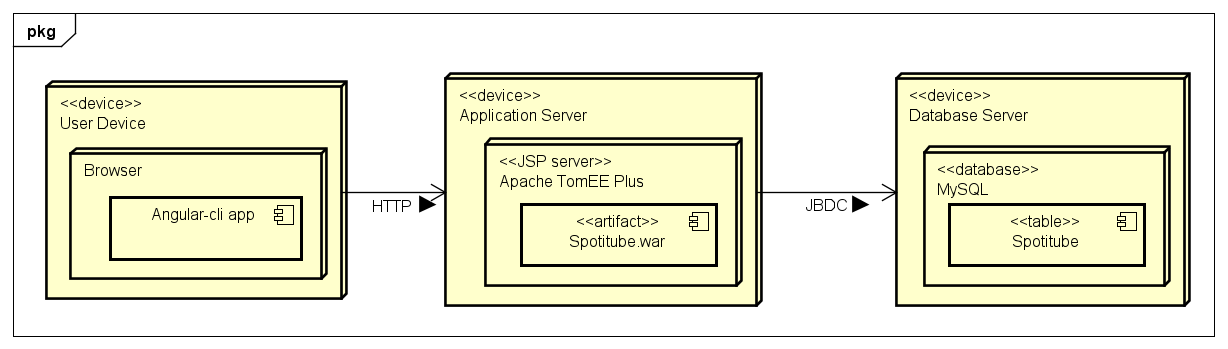 pkg
<<device>>
User Device
Browser
Angular-cli app
HTTP
<<device>>
Application Server
<<JSP server>>
Apache TomEE Plus
<<artifact>>
Spotitube.war
JBDC
<<device>>
Database Server
<<database>>
MySQL
<<table>>
Spotitube